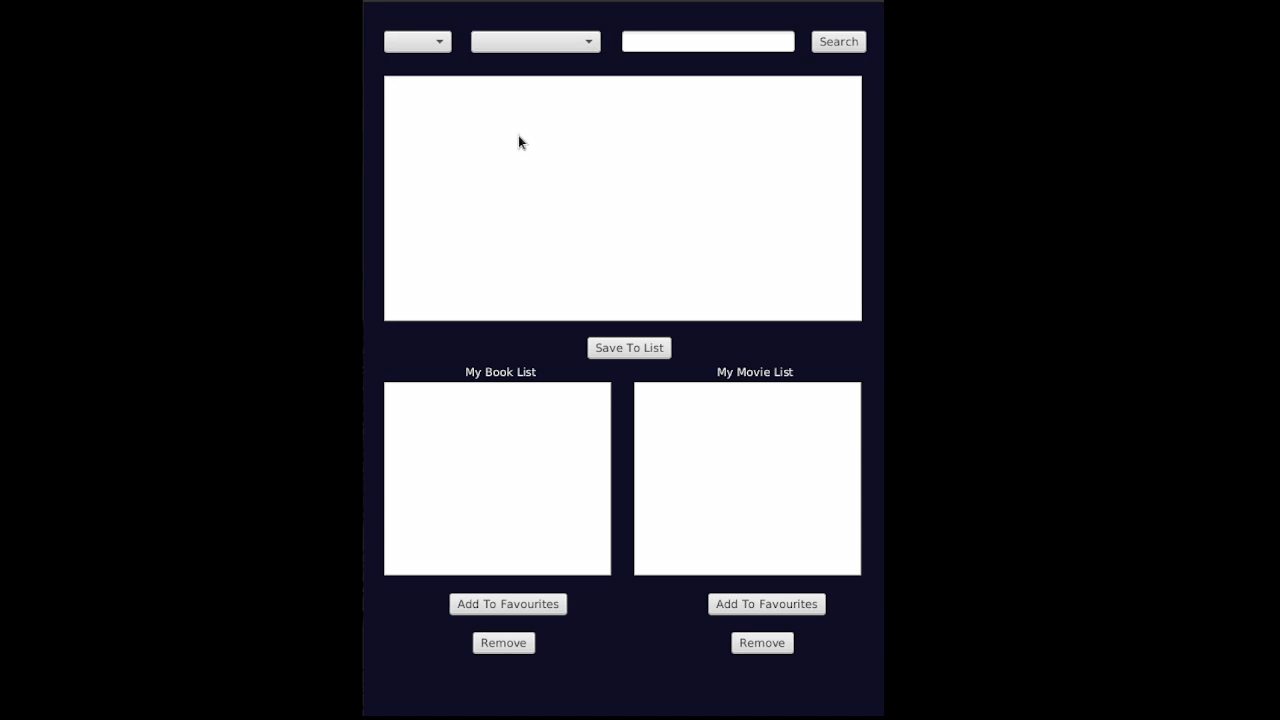 Search
Save To List
My Book List
My Movie List
Add To Favourites
Add To Favourites
Remove
Remove